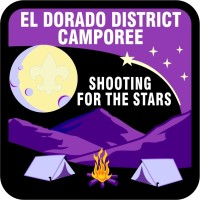 EL DORADO DISTRICT
CAMPOREE
SHOOTING
FOR THE STARS